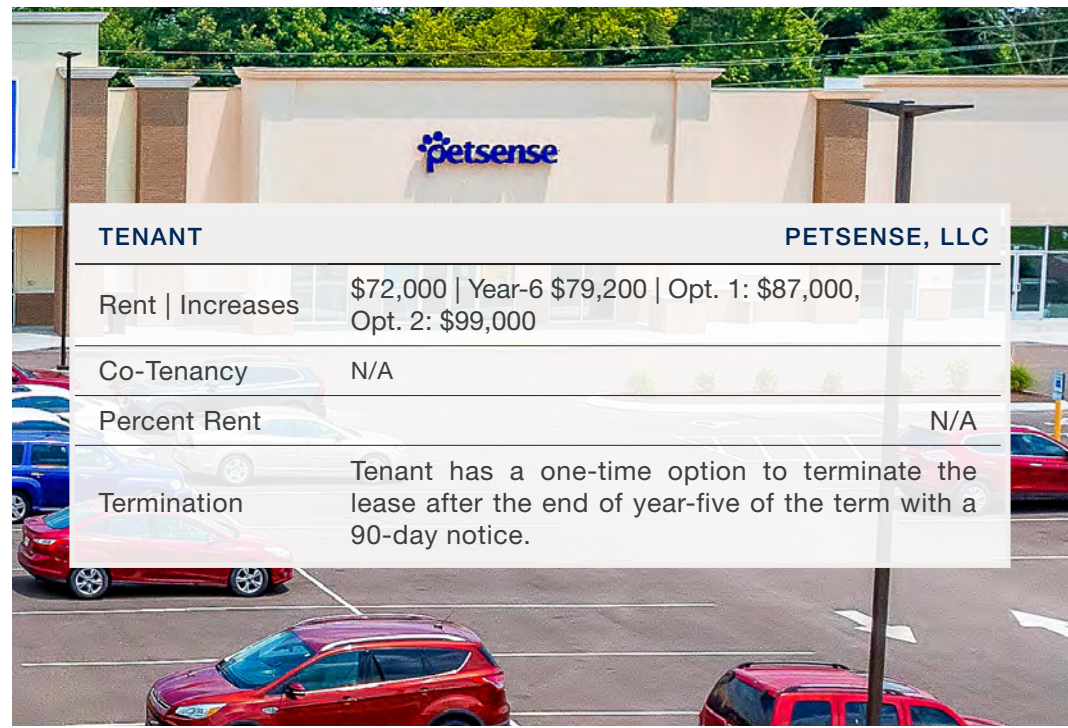 petsense
TENANT PETSENSE, LLC
Rent | Increases $72,000 | Year-6 $79,200 | Opt. 1: $87,000,
Opt. 2: $99,000
Co-Tenancy N/A
Percent Rent N/A
Termination Tenant has a one-time option to terminate the
lease after the end of year-five of the term with a
90-day notice.